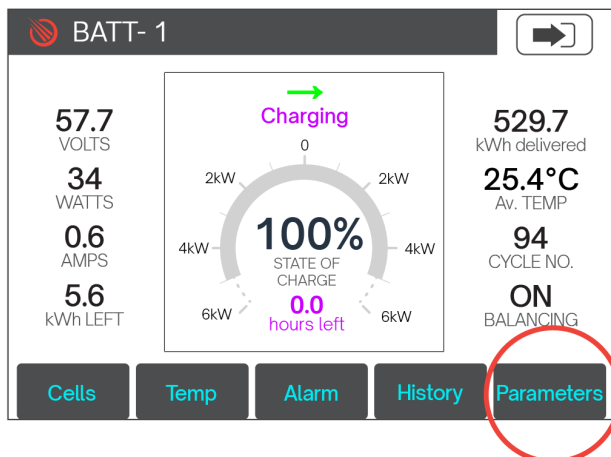 BATT- 1
57.7
VOLTS
34
WATTS
0.6
AMPS
5.6
kWh LEFT
Charging
0
2kW
2kW
4kW
4kW
6kW
6kW
100%
STATE OF
CHARGE
0.0
hours left
529.7
kWh delivered
25.4°C
Av. TEMP
94
CYCLE NO.
ON
BALANCING
Cells
Temp
Alarm
History
Parameters